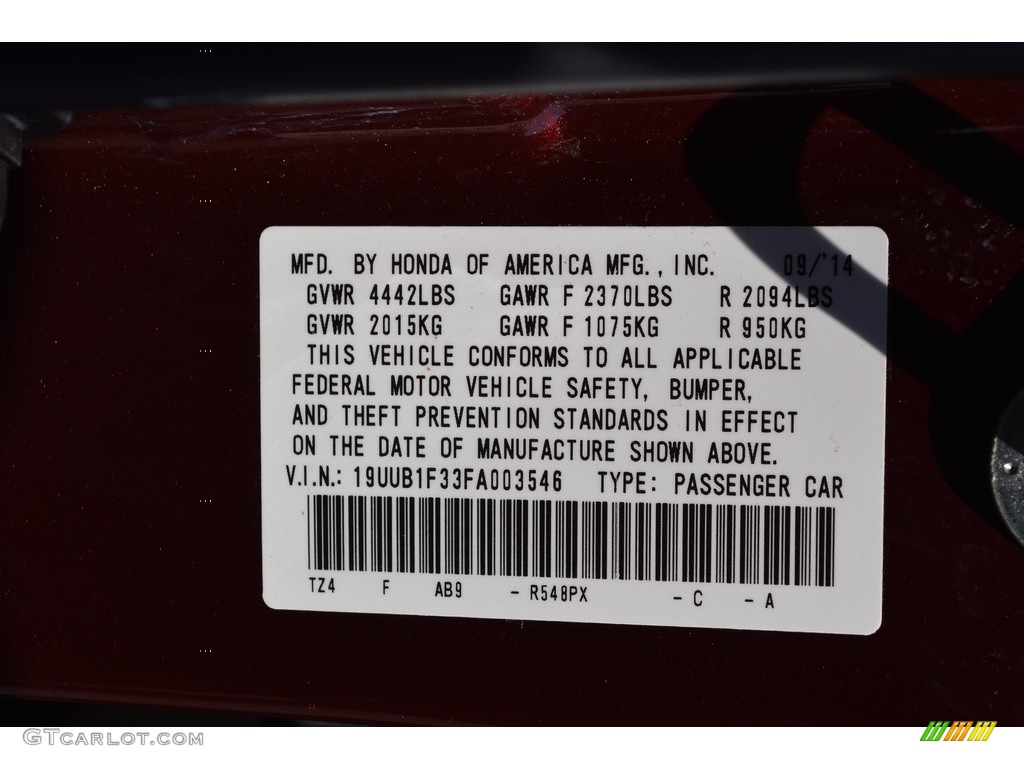 MFD. BY HONDA OF AMERICA MFG., INC. 09/'14
GVWR 4442LBS GAWR F 2370LBS R 2094LBS
GVWR 2015KG GAWR F 1075KG R 950KG
THIS VEHICLE CONFORMS TO ALL APPLICABLE
FEDERAL MOTOR VEHICLE SAFETY, BUMPER,
AND THEFT PREVENTION STANDARDS IN EFFECT
ON THE DATE OF MANUFACTURE SHOWN ABOVE.
V.I.N.: 19UUB1F33FA003546 TYPE: PASSENGER CAR
TZ4 F AB9 - R548PX - C - A
GTCARLOT.COM